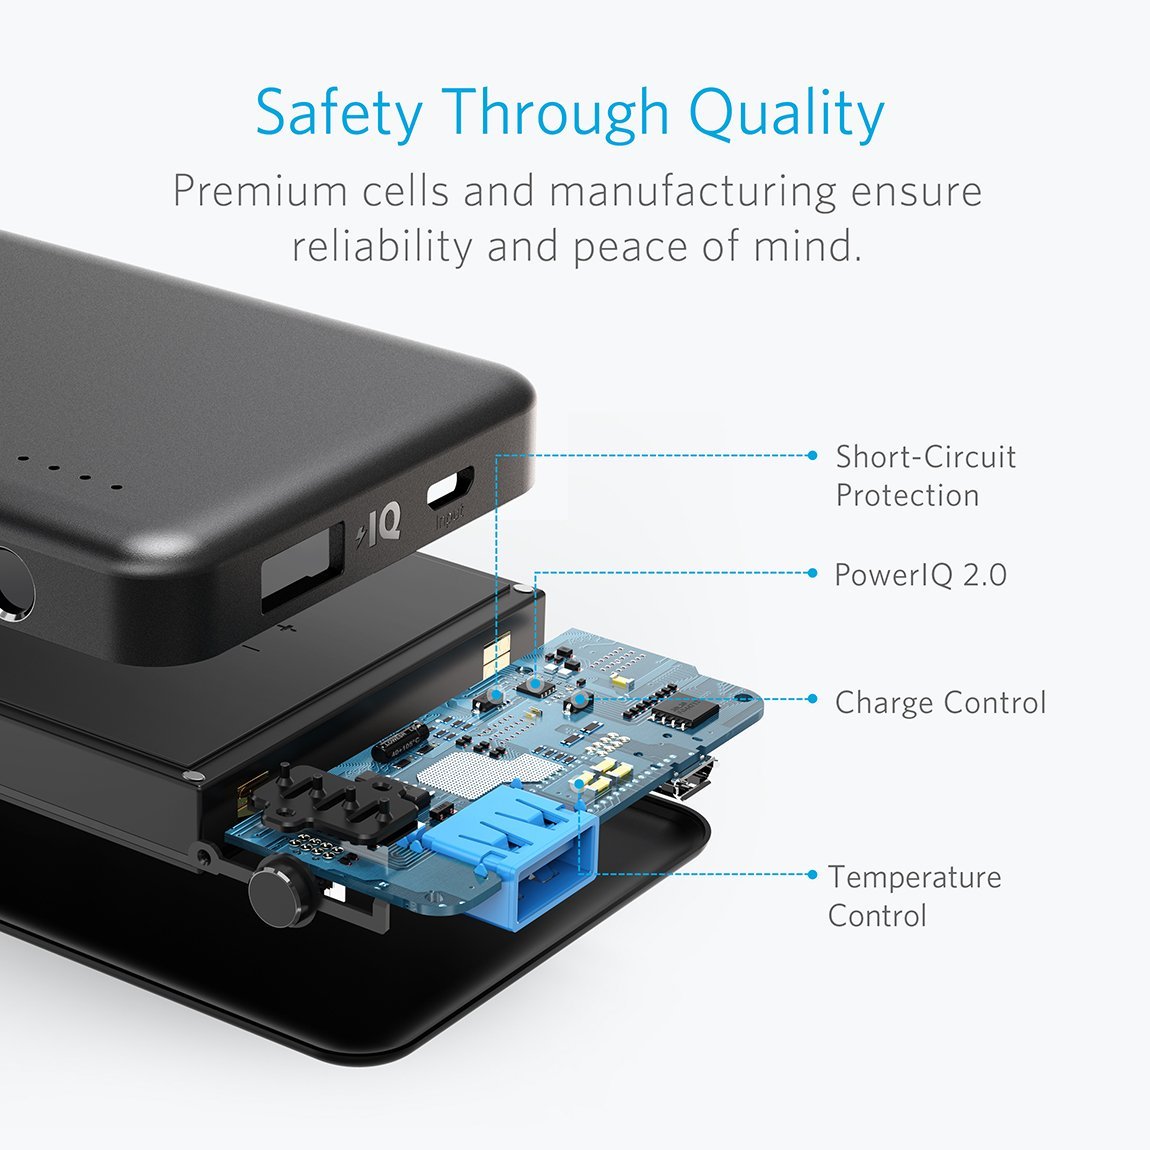 Safety Through Quality
Premium cells and manufacturing ensure
reliability and peace of mind.
Short-Circuit
Protection
IQ
Input
PowerIQ 2.0
Charge Control
Temperature
Control